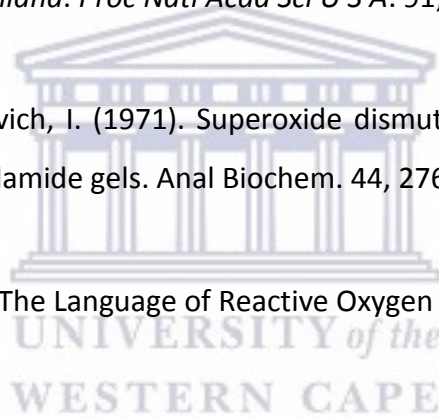 Proc Natl Acad Sci U S A. 91,
vich, I. (1971). Superoxide dismut
lamide gels. Anal Biochem. 44, 276
The Language of Reactive Oxygen
UNIVERSITY of the
WESTERN CAPE